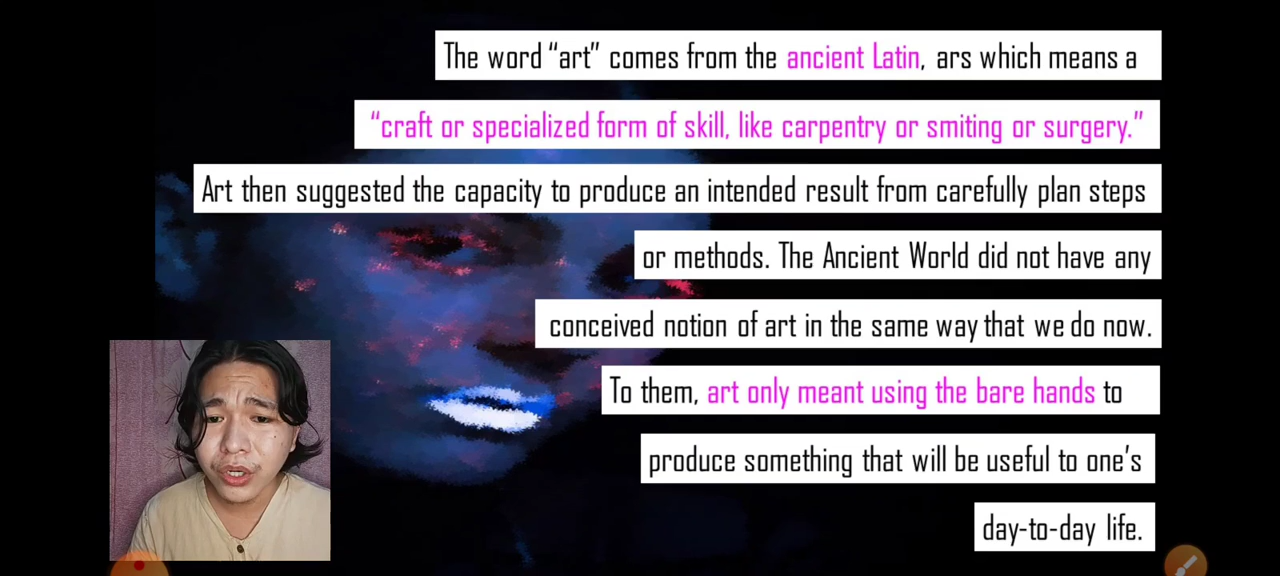 The word “art” comes from the ancient Latin, ars which means a
“craft or specialized form of skill, like carpentry or smiting or surgery.”
Art then suggested the capacity to produce an intended result from carefully plan steps
or methods. The Ancient World did not have any
conceived notion of art in the same way that we do now.
To them, art only meant using the bare hands to
produce something that will be useful to one’s
day-to-day life.